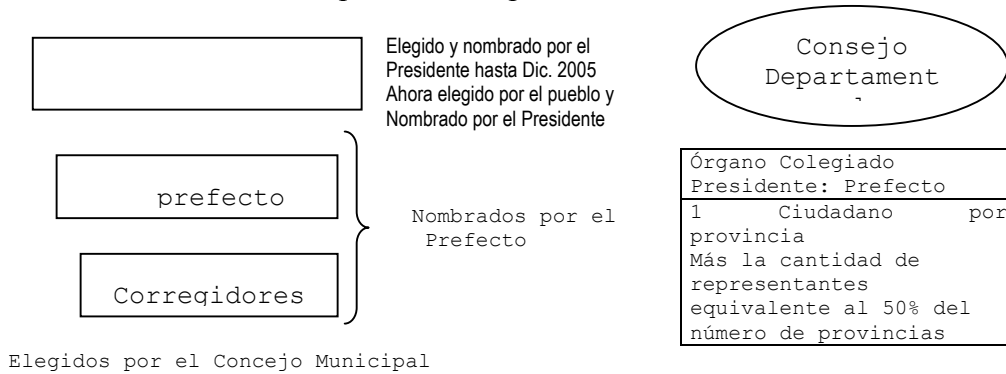 Elegido y nombrado por el
Presidente hasta Dic. 2005
Ahora elegido por el pueblo y
Nombrado por el Presidente
prefecto
Corregidores
Nombrados por el
Prefecto
Elegidos por el Concejo Municipal
Consejo
Departament
Órgano Colegiado
Presidente: Prefecto
1 Ciudadano por
provincia
Más la cantidad de
representantes
equivalente al 50% del
número de provincias